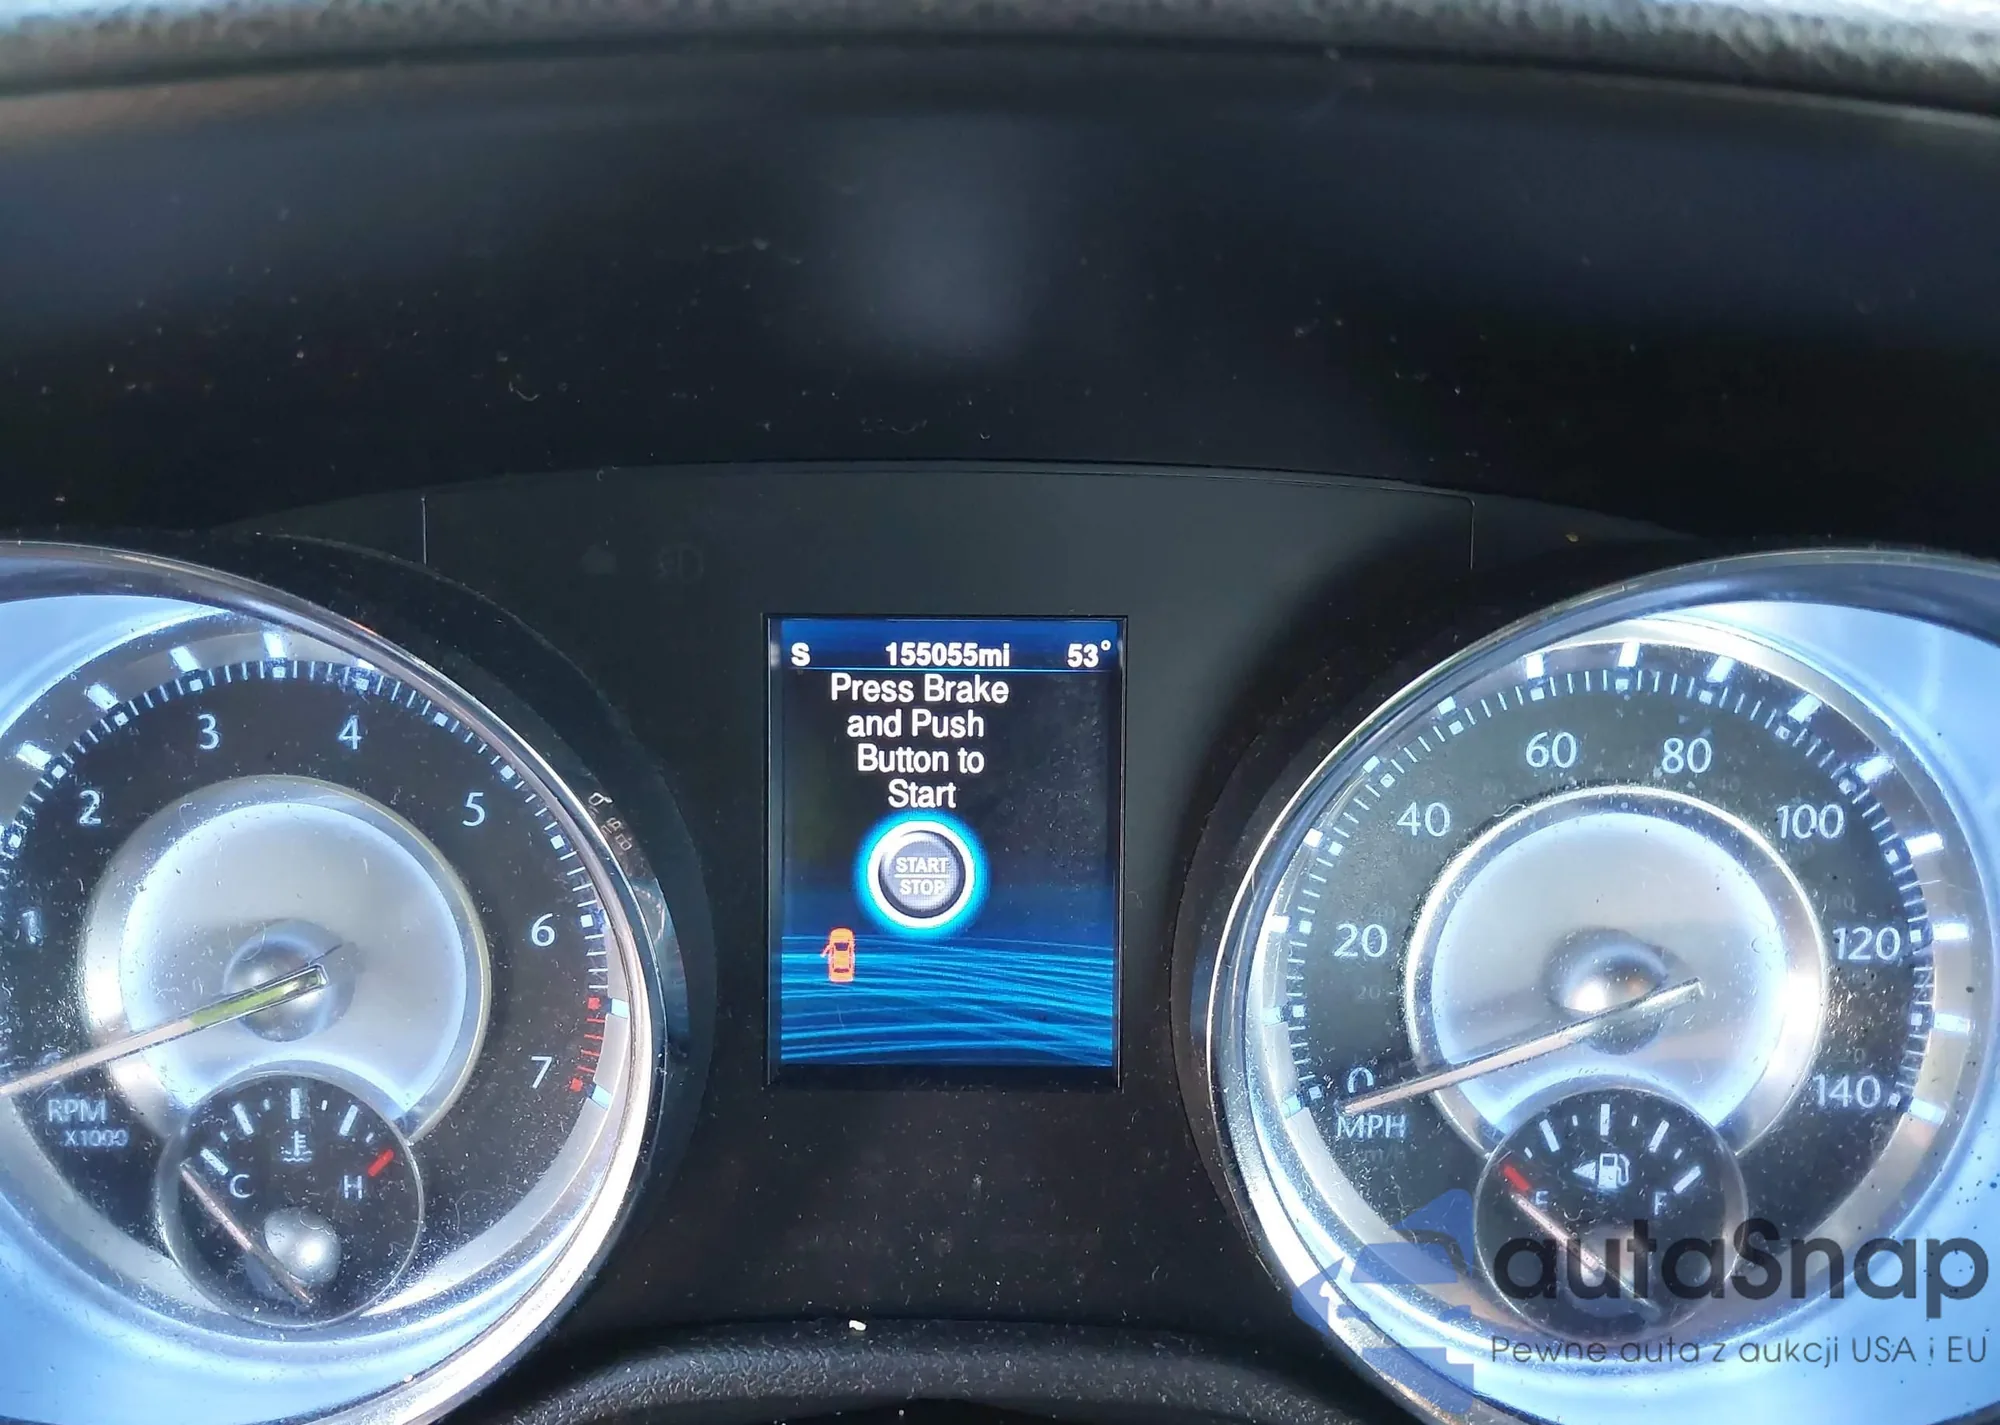 S 155055mi 53°
Press Brake
and Push
Button to
Start
START
STOP
1 2 3 4 5 6 7
RPM
X1000
C H
0 20 40 60 80 100 120 140
MPH
km/h
E F
autaSnap
Pewne auta z aukcji USA i EU